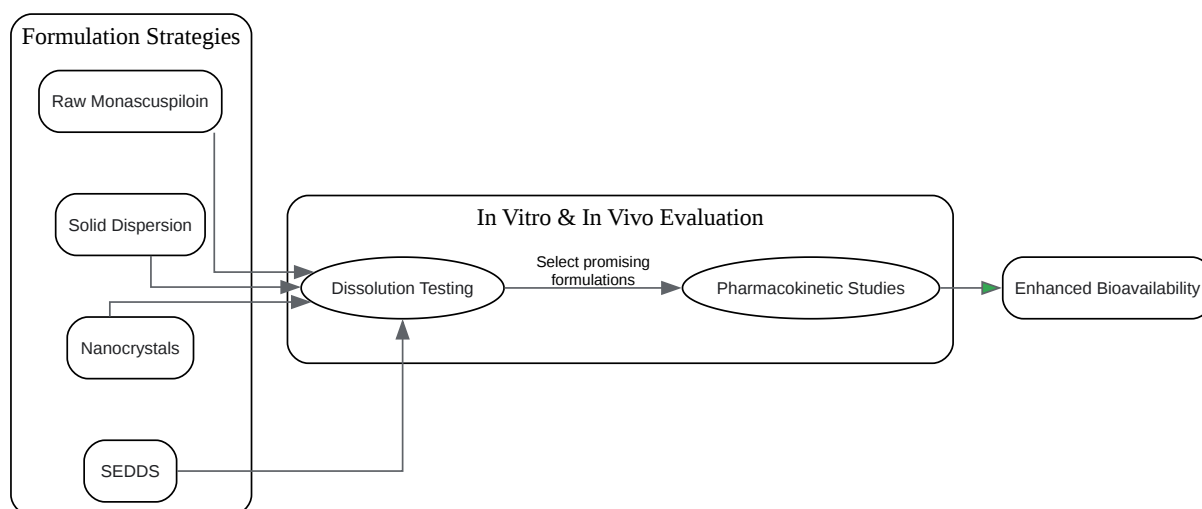 Formulation Strategies
Raw Monascuspiloin
Solid Dispersion
Nanocrystals
SEDDS
In Vitro & In Vivo Evaluation
Dissolution Testing
Select promising
formulations
Pharmacokinetic Studies
Enhanced Bioavailability